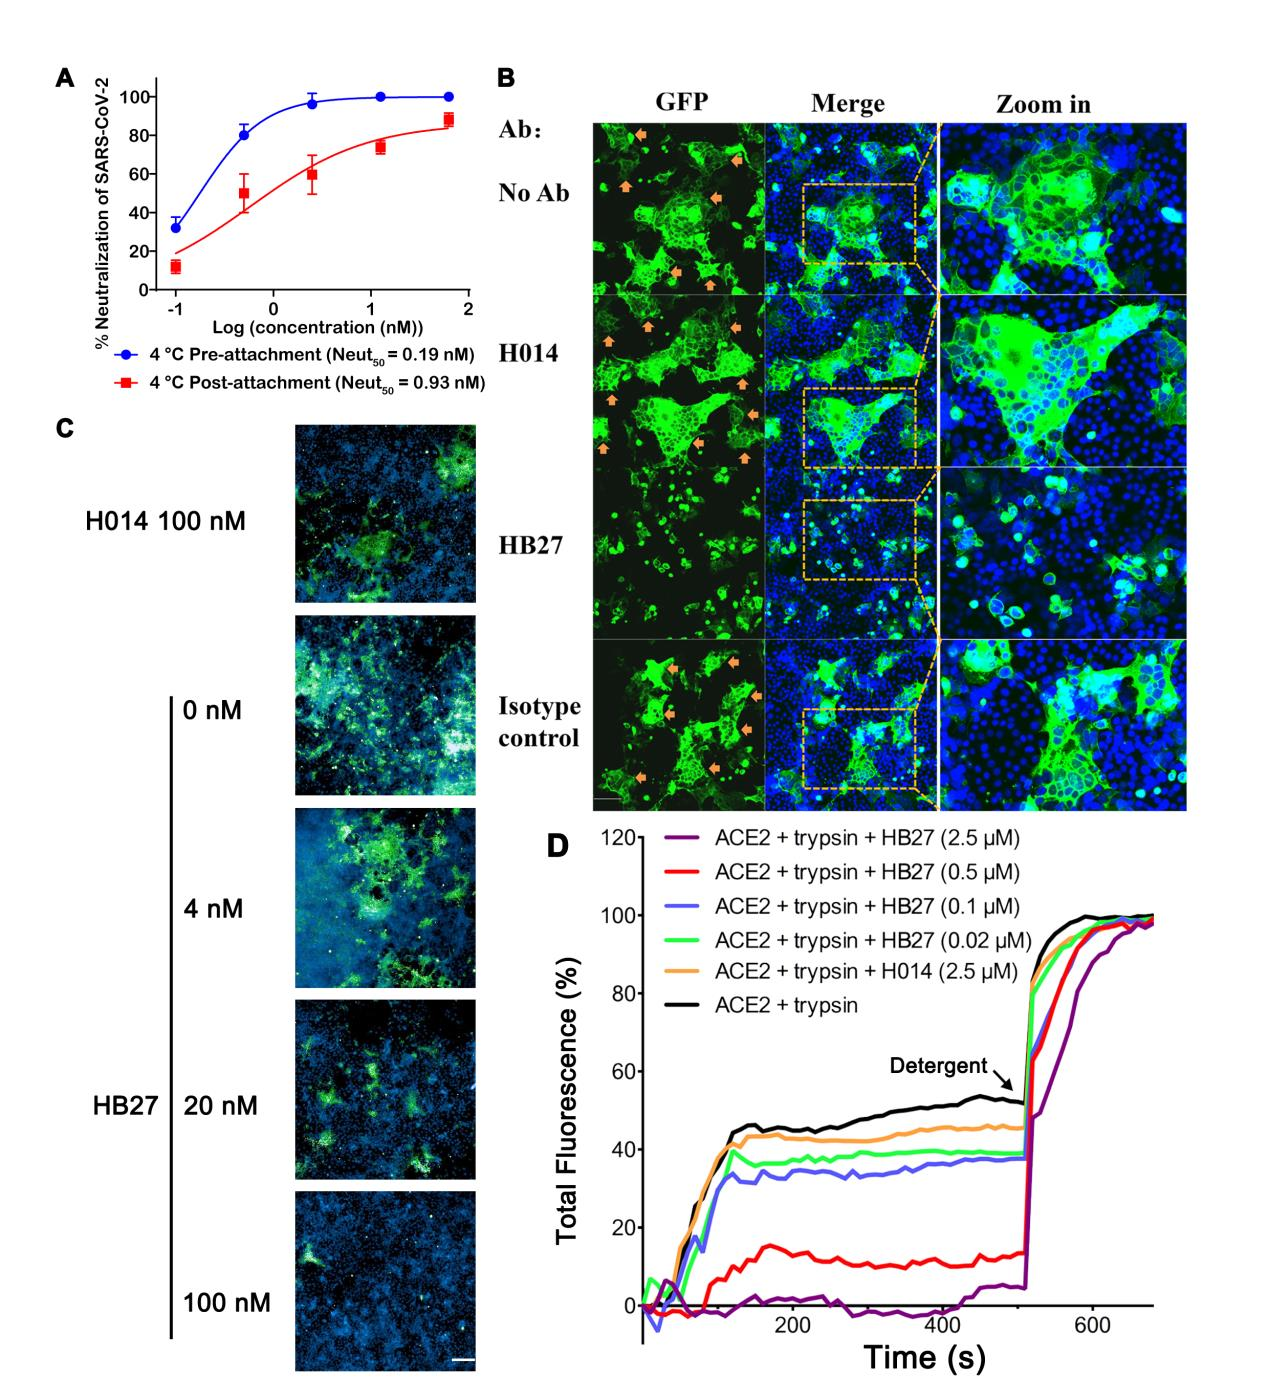 A
% Neutralization of SARS-CoV-2
100
80
60
40
20
0
-1
0
1
2
Log (concentration (nM))
4 °C Pre-attachment (Neut50 = 0.19 nM)
4 °C Post-attachment (Neut50 = 0.93 nM)
B
GFP
Merge
Zoom in
Ab:
No Ab
H014
HB27
Isotype
control
C
H014 100 nM
0 nM
4 nM
HB27
20 nM
100 nM
D
Total Fluorescence (%)
120
100
80
60
40
20
0
ACE2 + trypsin + HB27 (2.5 µM)
ACE2 + trypsin + HB27 (0.5 µM)
ACE2 + trypsin + HB27 (0.1 µM)
ACE2 + trypsin + HB27 (0.02 µM)
ACE2 + trypsin + H014 (2.5 µM)
ACE2 + trypsin
Detergent
200
400
600
Time (s)